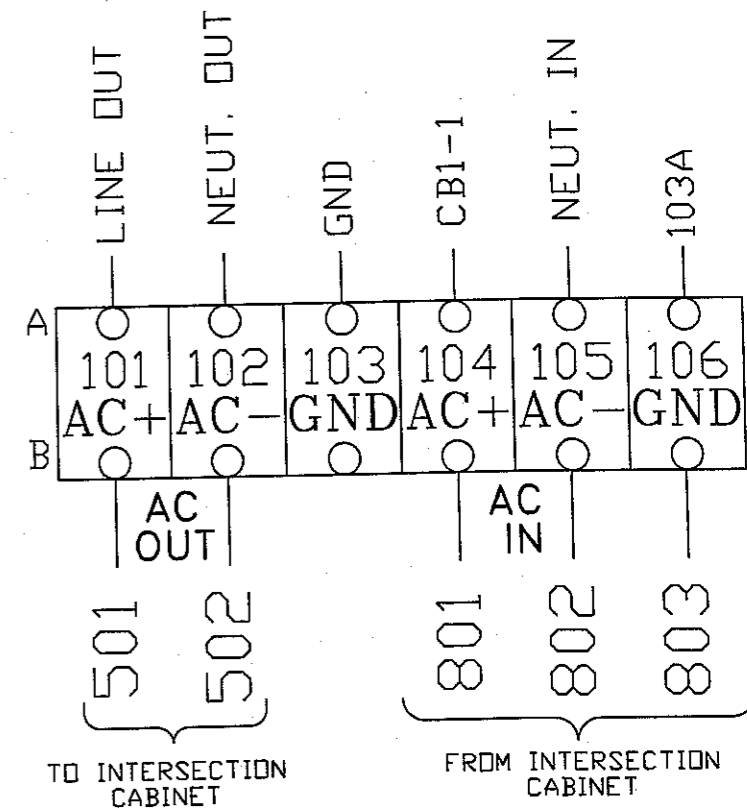 LINE OUT
NEUT. OUT
GND
CB1-1
NEUT. IN
103A
A
101 102 103 104 105 106
AC+ AC- GND AC+ AC- GND
B
AC OUT
AC IN
501
502
801
802
803
TO INTERSECTION
CABINET
FROM INTERSECTION
CABINET